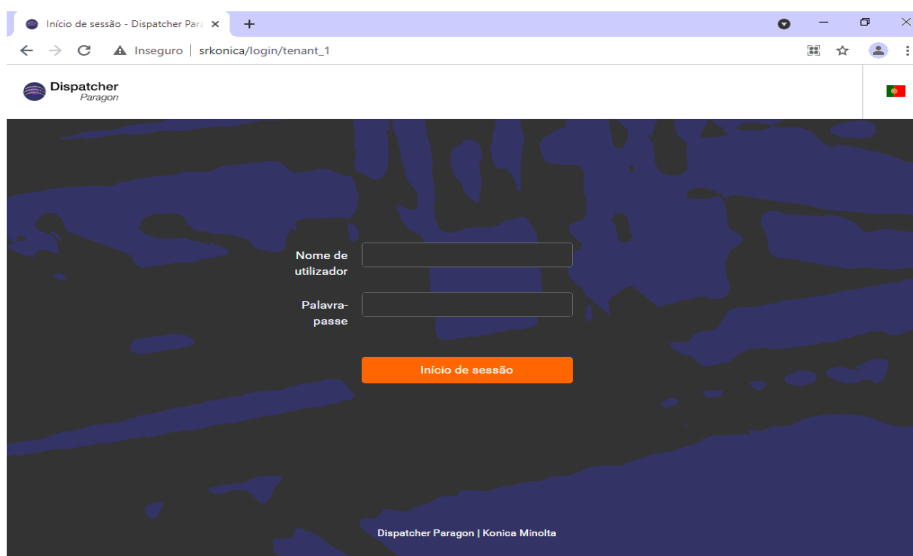 Início de sessão - Dispatcher Par
Inseguro | srkonica/login/tenant_1
Dispatcher
Paragon
Nome de
utilizador
Palavra-
passe
Início de sessão
Dispatcher Paragon | Konica Minolta